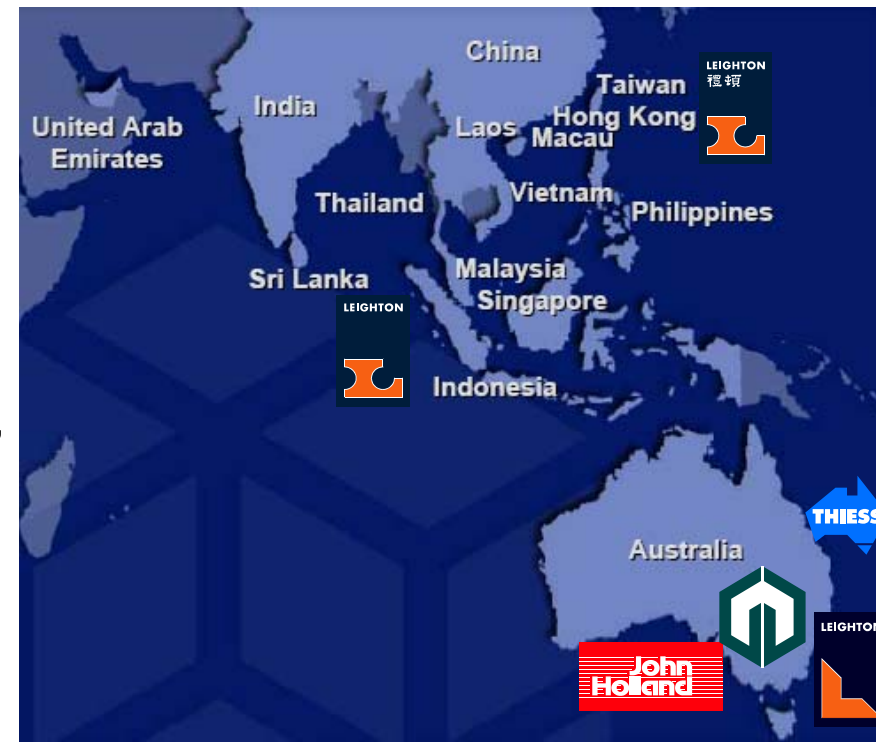 China
LEIGHTON
禮頓
Taiwan
India
Hong Kong
United Arab
Emirates
Laos
Macau
Thailand
Vietnam
Philippines
Sri Lanka
Malaysia
Singapore
LEIGHTON
Indonesia
THIESS
Australia
LEIGHTON
John
Holland